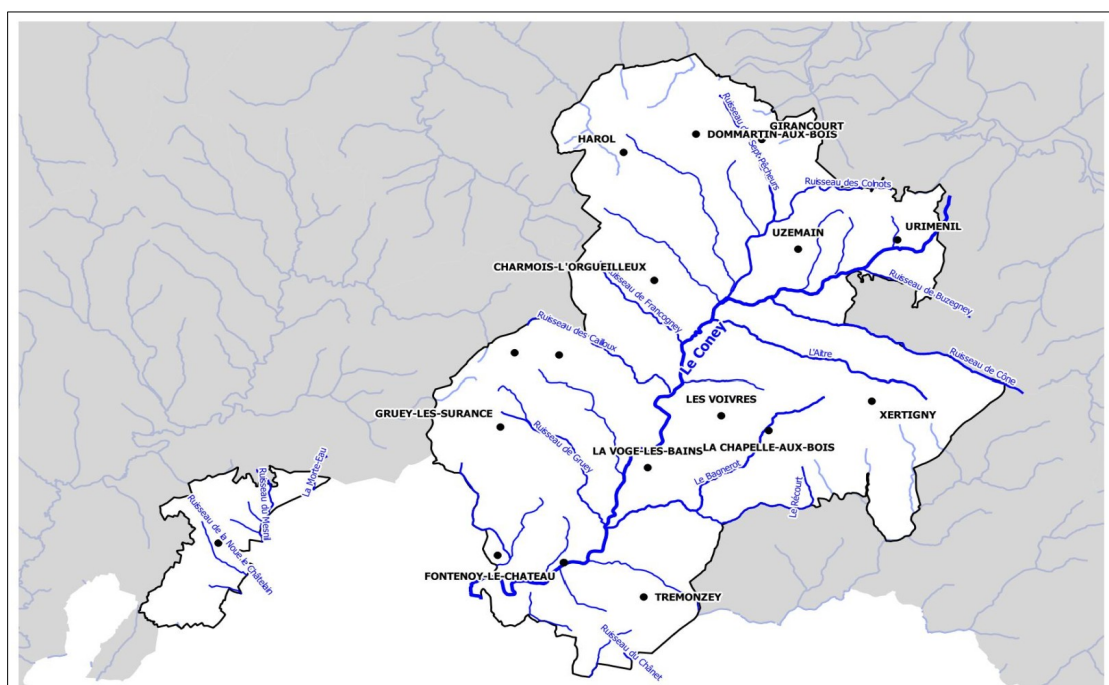 GIRANCOURT
DOMMARTIN-AUX-BOIS
HAROL
Ruisseau des Sept-Pêcheurs
Ruisseau des Colnots
URIMENIL
UZEMAIN
CHARMOIS-L'ORGUEILLEUX
Ruisseau de Francogney
Ruisseau de Buzegney
Ruisseau des Cailloux
Le Coney
L'Aitre
Ruisseau de Cône
LES VOIVRES
XERTIGNY
GRUEY-LES-SURANCE
Ruisseau de Gruey
LA VOGE-LES-BAINS
LA CHAPELLE-AUX-BOIS
Le Bagnerot
Le Récourt
La Morte-Eau
Ruisseau du Mesnil
Ruisseau de la Noue le Châtelain
FONTENOY-LE-CHATEAU
TREMONZEY
Ruisseau du Chânet